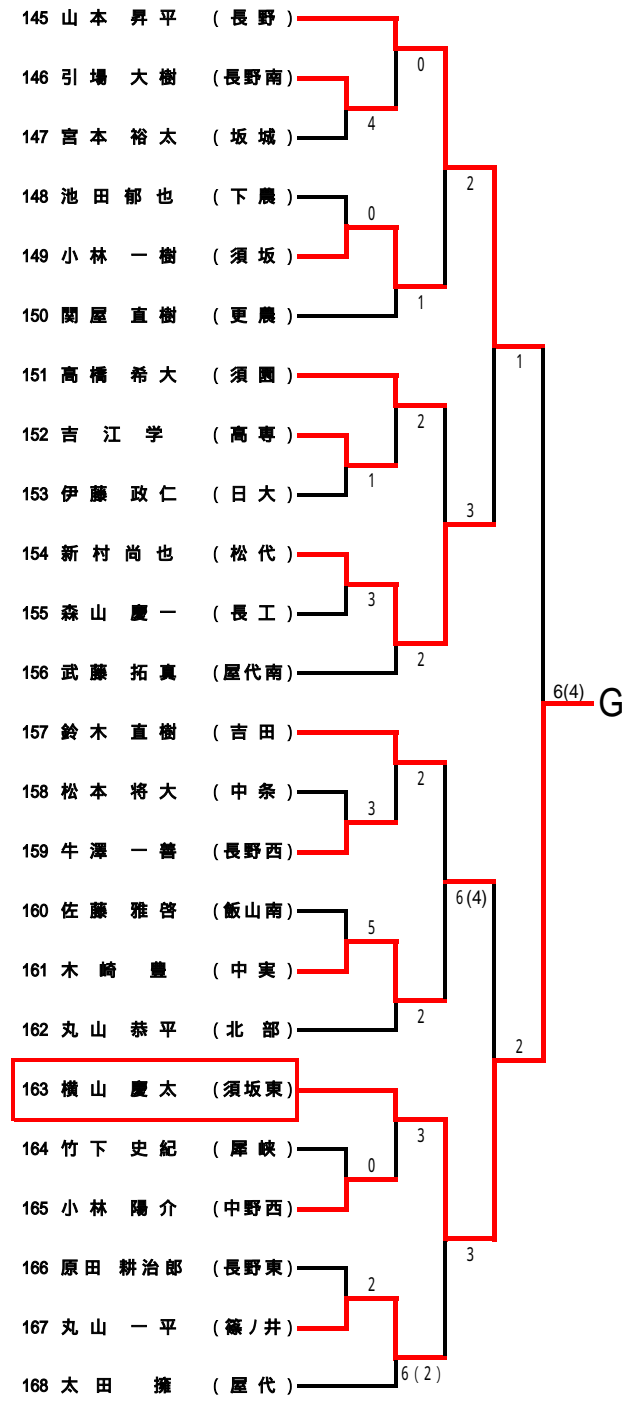 145 山本 昇平 (長野)
0
146 引場 大樹 (長野南)
4
147 宮本 裕太 (坂城)
2
148 池田郁也 (下農)
0
149 小林 一樹 (須坂)
1
150 関屋 直樹 (更農)
1
151 高橋 希大 (須園)
2
152 吉江学 (高専)
1
153 伊藤 政仁 (日大)
3
154 新村尚也 (松代)
3
155 森山 慶一 (長工)
2
156 武藤 拓真 (屋代南)
6(4) G
157 鈴木 直樹 (吉田)
2
158 松本 将大 (中条)
3
159 牛澤 一善 (長野西)
6(4)
160 佐藤 雅啓 (飯山南)
5
161 木崎 豊 (中実)
2
162 丸山 恭平 (北部)
2
163 横山 慶太 (須坂東)
3
164 竹下 史紀 (犀峡)
0
165 小林 陽介 (中野西)
3
166 原田 耕治郎 (長野東)
2
167 丸山 一平 (篠ノ井)
6(2)
168 太田 擁 (屋代)